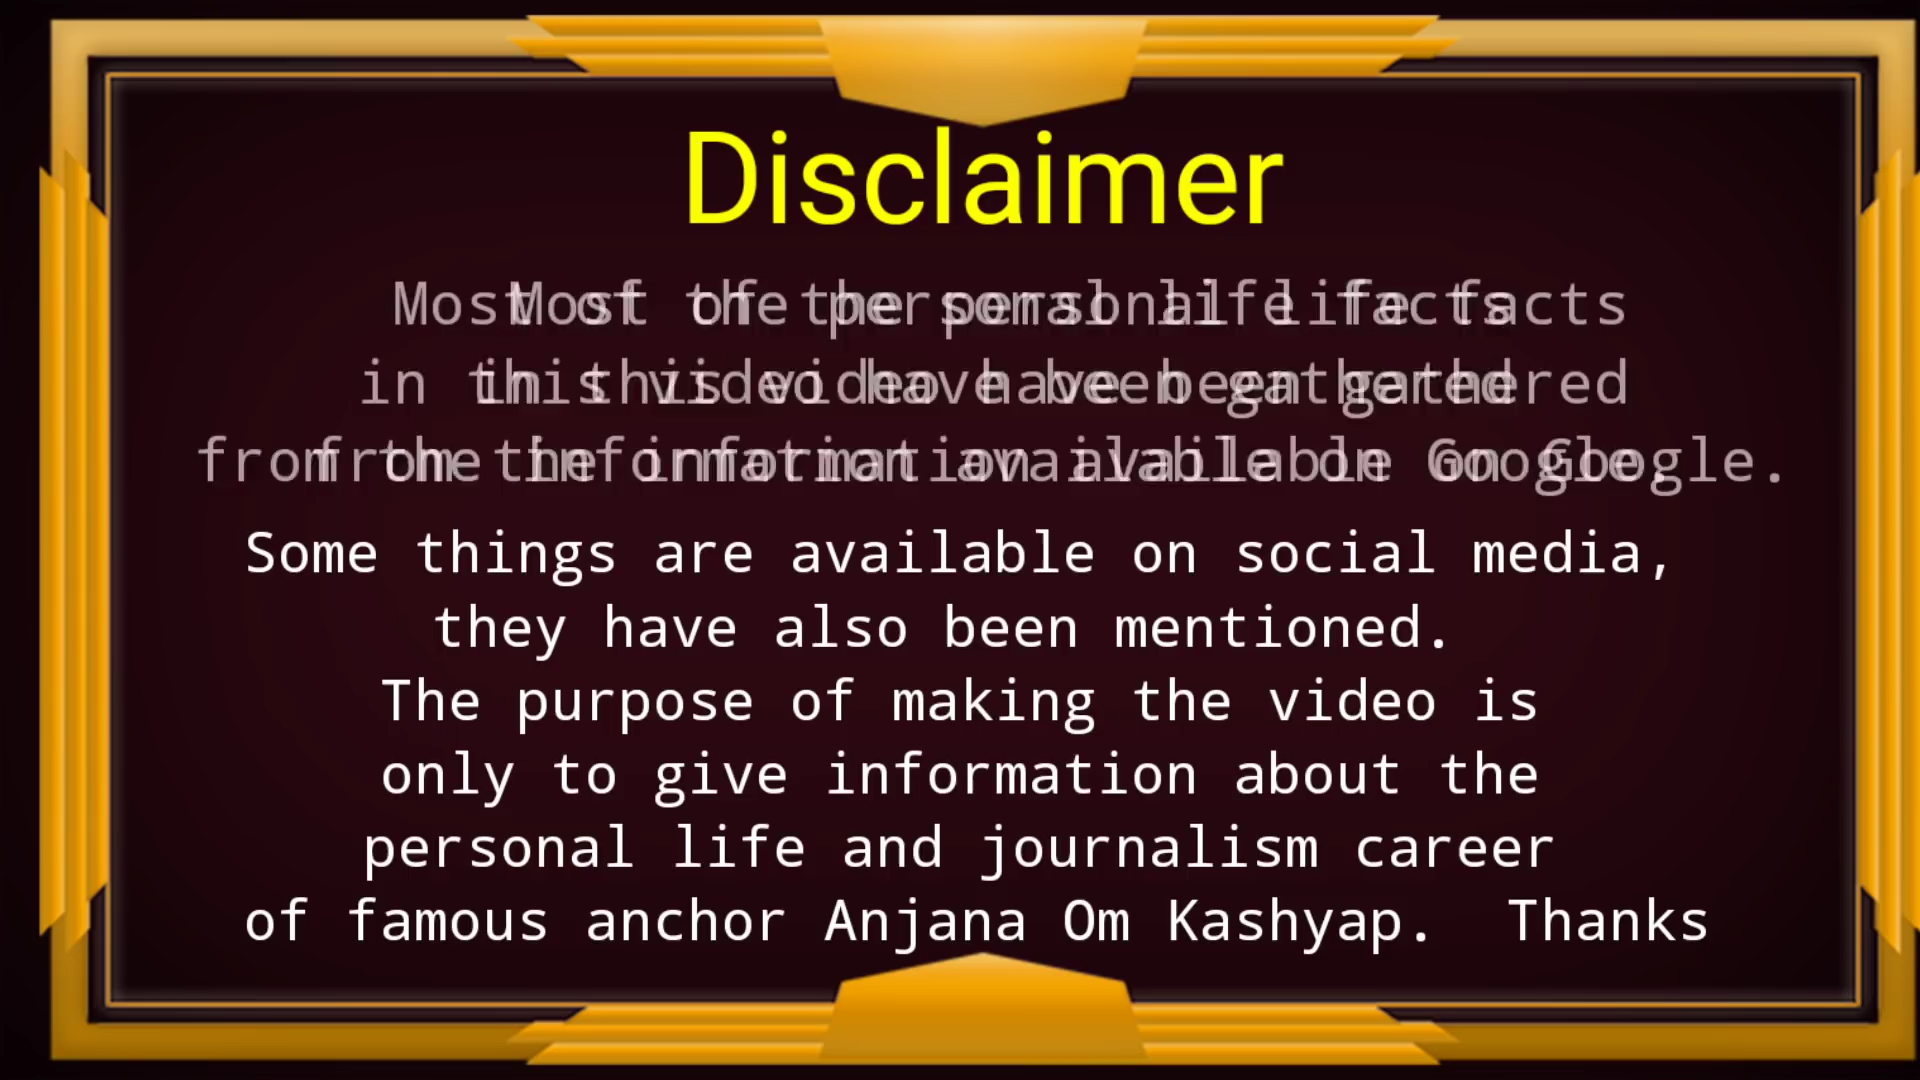 Disclaimer
Most of the personal life facts
in this video have been gathered
from the information available on Google.
Some things are available on social media,
they have also been mentioned.
The purpose of making the video is
only to give information about the
personal life and journalism career
of famous anchor Anjana Om Kashyap.  Thanks